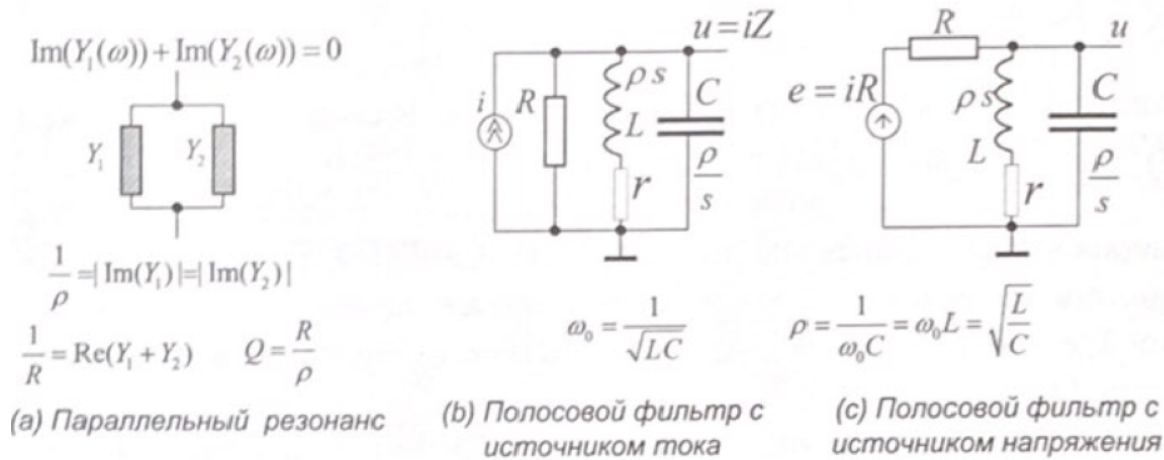 Im(Y₁(ω))+Im(Y₂(ω))=0
Y₁
Y₂
1/ρ=|Im(Y₁)|=|Im(Y₂)|
1/R=Re(Y₁+Y₂) Q=R/ρ
(a) Параллельный резонанс
u=iZ
i
R
ρs
L
r
C
ρ/s
ω₀=1/√LC
(b) Полосовой фильтр с
источником тока
R
u
e=iR
ρs
L
r
C
ρ/s
ρ=1/ω₀C=ω₀L=√L/C
(c) Полосовой фильтр с
источником напряжения